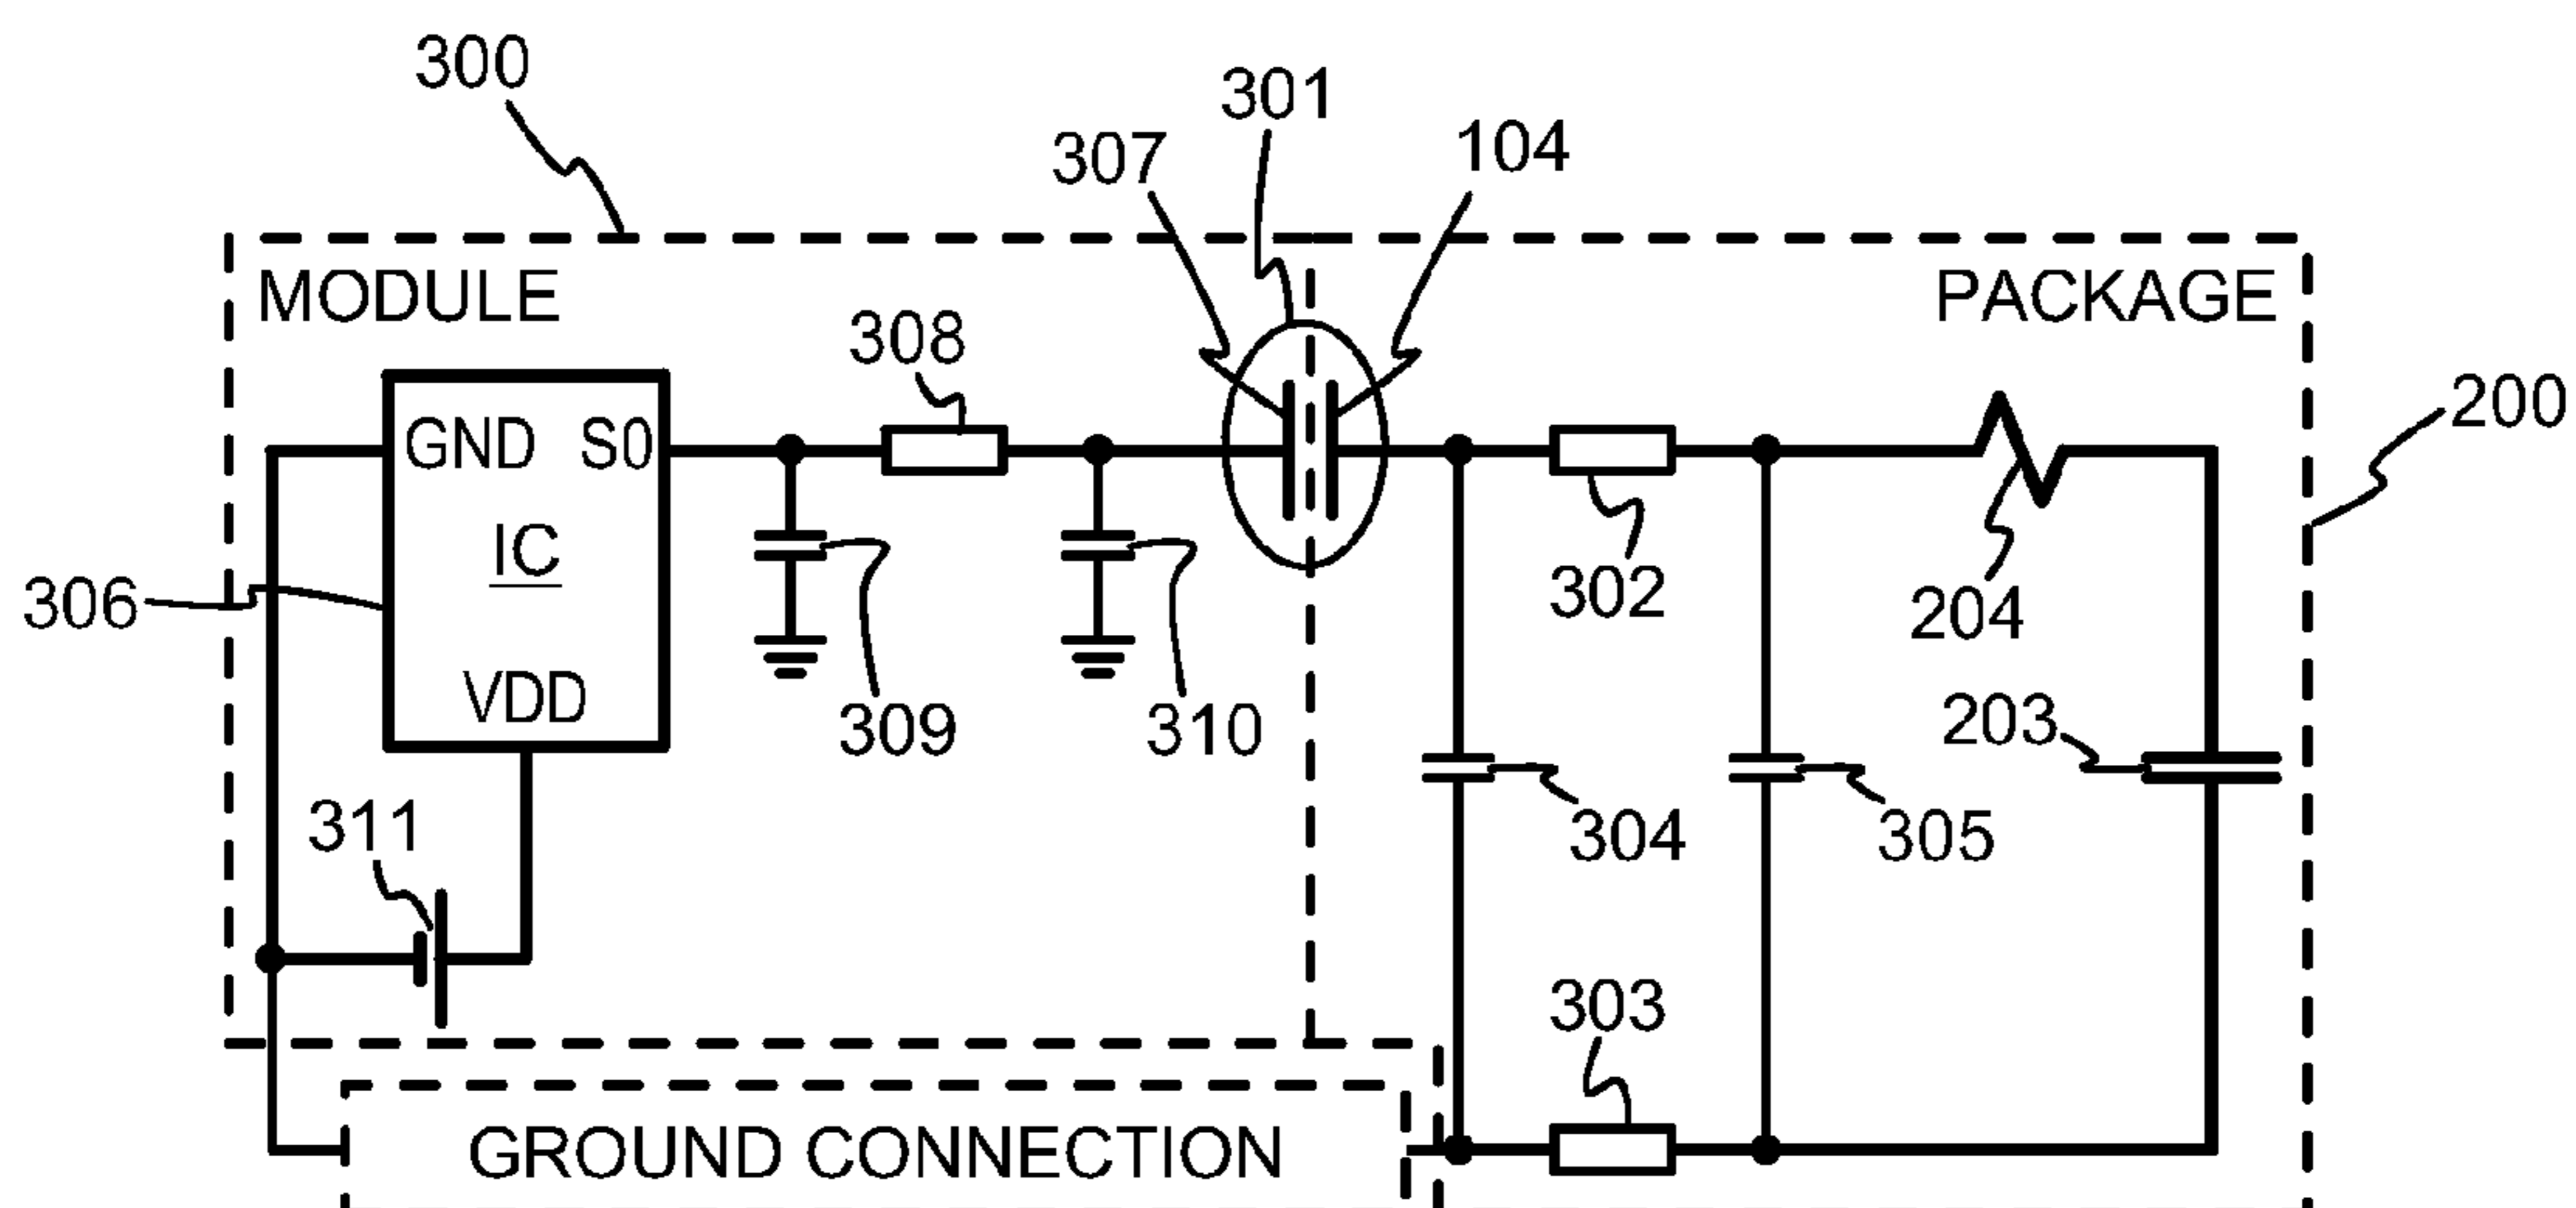 300
301
307
104
MODULE
PACKAGE
308
200
GND
S0
IC
306
302
204
VDD
309
310
203
311
304
305
303
GROUND CONNECTION